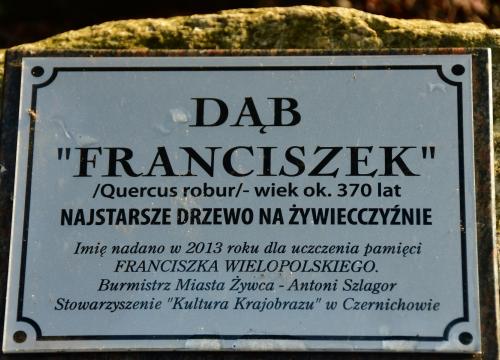 DĄB
"FRANCISZEK"
/Quercus robur/- wiek ok. 370 lat
NAJSTARSZE DRZEWO NA ŻYWIECCZYŹNIE
Imię nadano w 2013 roku dla uczczenia pamięci
FRANCISZKA WIELOPOLSKIEGO.
Burmistrz Miasta Żywca - Antoni Szlagor
Stowarzyszenie "Kultura Krajobrazu" w Czernichowie